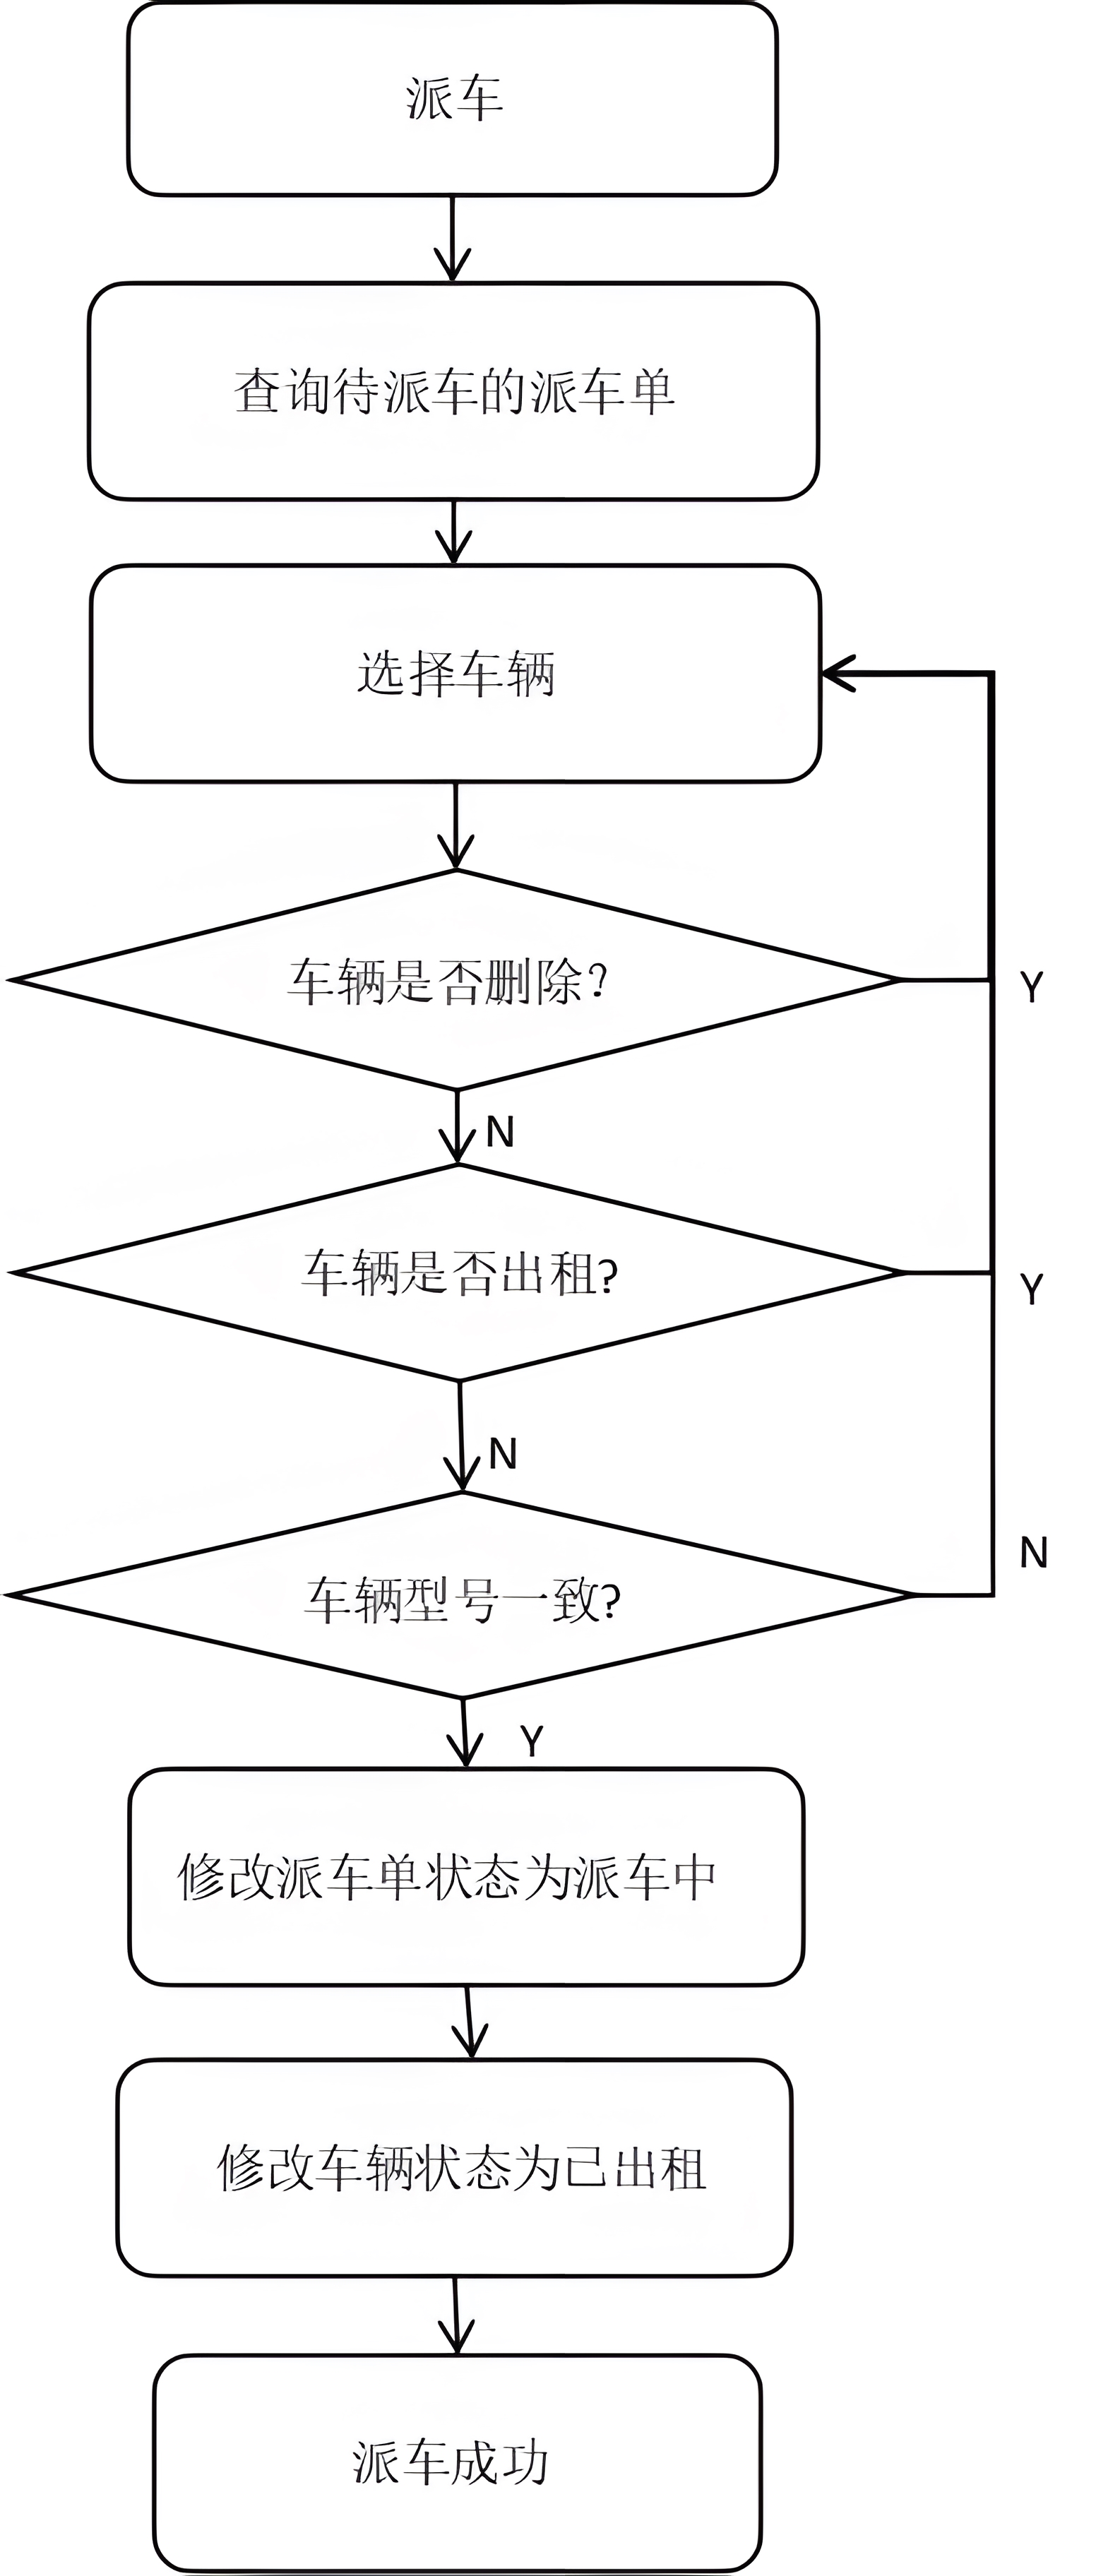 派车
查询待派车的派车单
选择车辆
车辆是否删除？
Y
N
车辆是否出租?
Y
N
车辆型号一致?
N
Y
修改派车单状态为派车中
修改车辆状态为已出租
派车成功